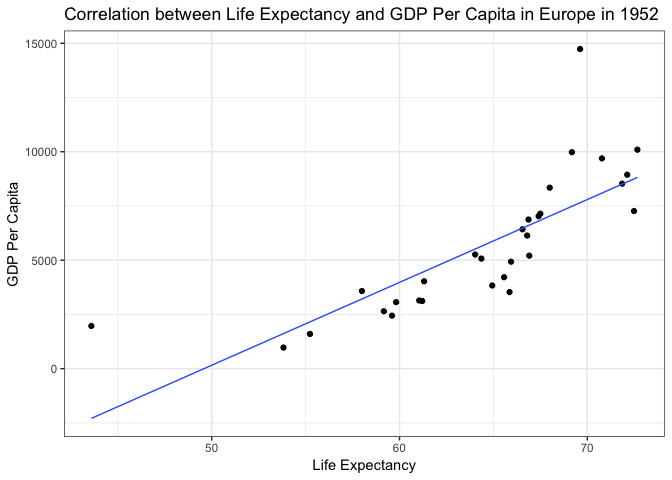 Correlation between Life Expectancy and GDP Per Capita in Europe in 1952
15000
10000
5000
0
GDP Per Capita
50 60 70
Life Expectancy